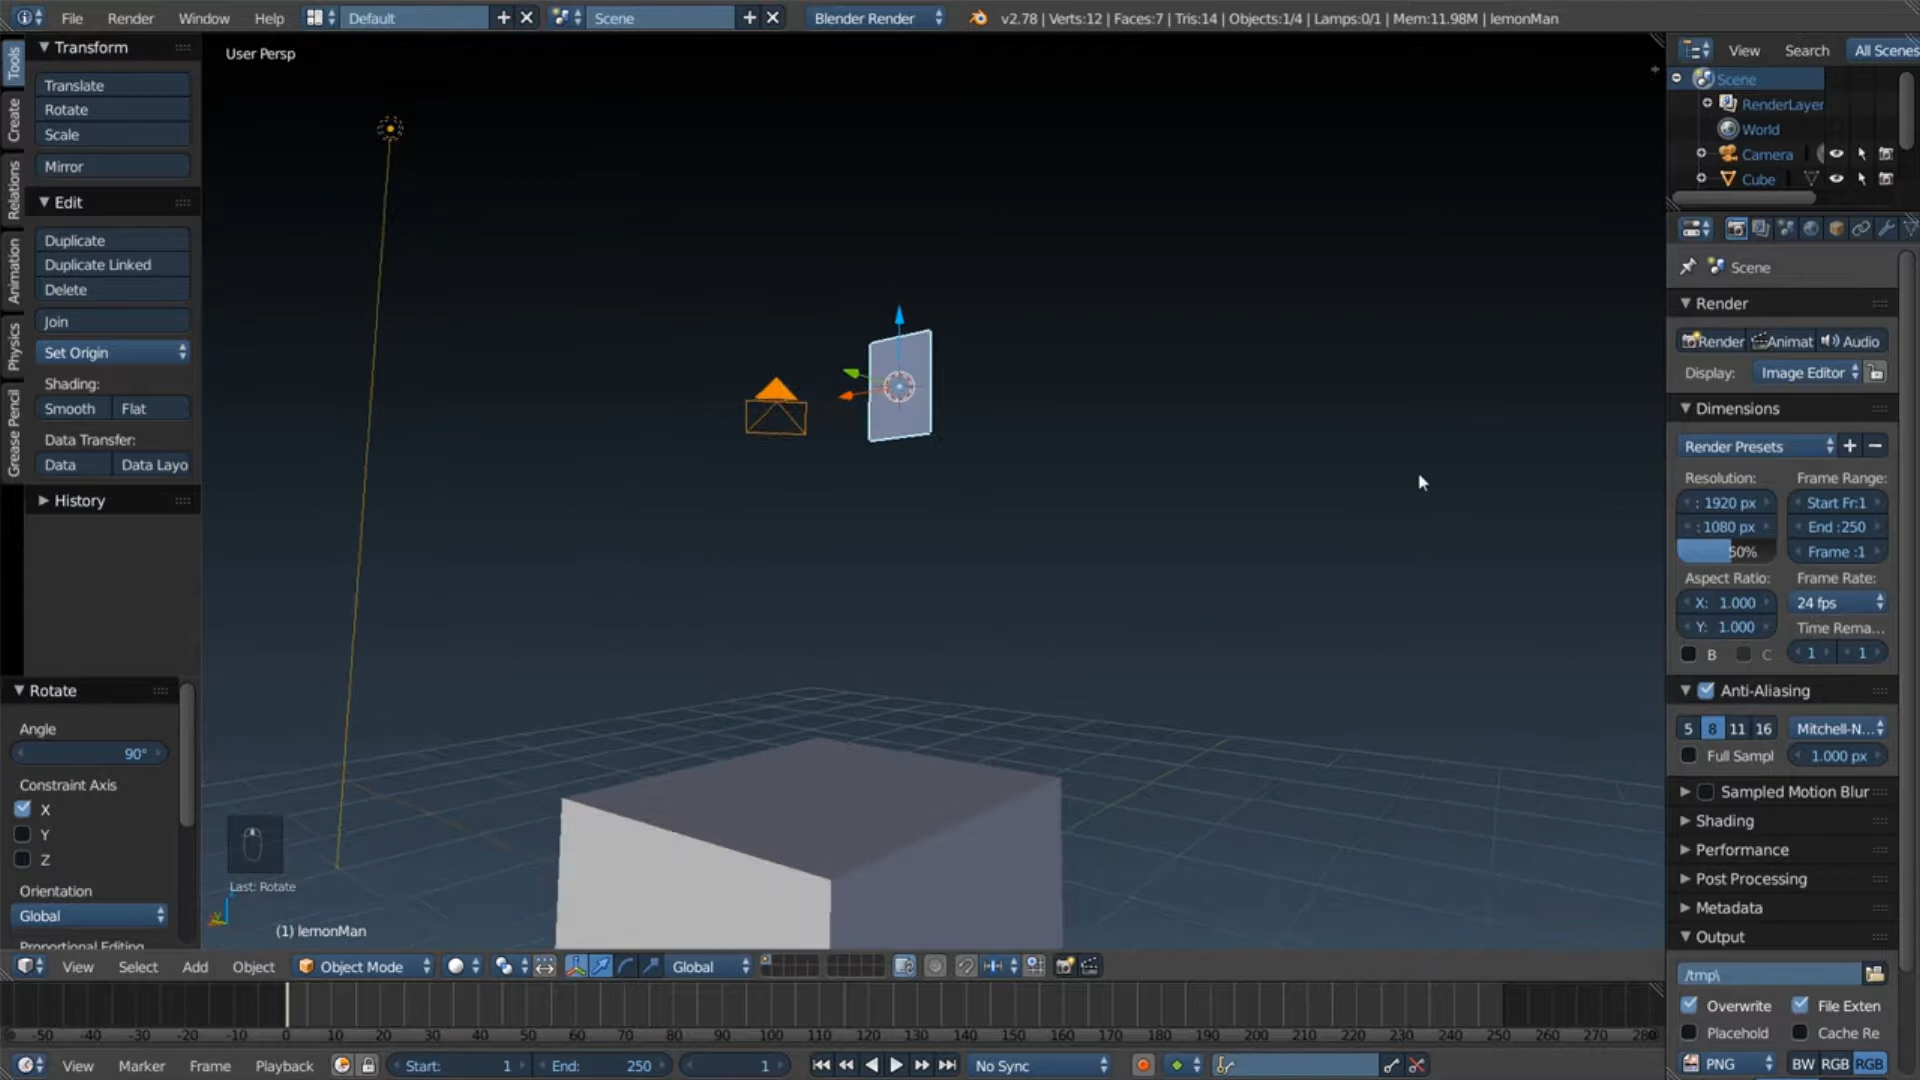 File Render Window Help Default Scene Blender Render v2.78 | Verts:12 | Faces:7 | Tris:14 | Objects:1/4 | Lamps:0/1 | Mem:11.98M | lemonMan
Tools
Create
Relations
Animation
Physics
Grease Pencil
Transform
Translate
Rotate
Scale
Mirror
Edit
Duplicate
Duplicate Linked
Delete
Join
Set Origin
Shading:
Smooth Flat
Data Transfer:
Data Data Layo
History
Rotate
Angle
90°
Constraint Axis
X
Y
Z
Orientation
Global
Proportional Editing
User Persp
Last: Rotate
(1) lemonMan
View Search All Scenes
Scene
RenderLayer
World
Camera
Cube
Scene
Render
Render Animat Audio
Display: Image Editor
Dimensions
Render Presets
Resolution: Frame Range:
: 1920 px Start Fr:1
: 1080 px End :250
50% Frame :1
Aspect Ratio: Frame Rate:
X: 1.000 24 fps
Y: 1.000 Time Rema...
B C 1 1
Anti-Aliasing
5 8 11 16 Mitchell-N...
Full Sampl 1.000 px
Sampled Motion Blur
Shading
Performance
Post Processing
Metadata
Output
/tmp\
Overwrite File Exten
Placehold Cache Re
PNG BW RGB RGB
View Select Add Object Object Mode Global
-50 -40 -30 -20 -10 0 10 20 30 40 50 60 70 80 90 100 110 120 130 140 150 160 170 180 190 200 210 220 230 240 250 260 270 280
View Marker Frame Playback Start: 1 End: 250 1 No Sync